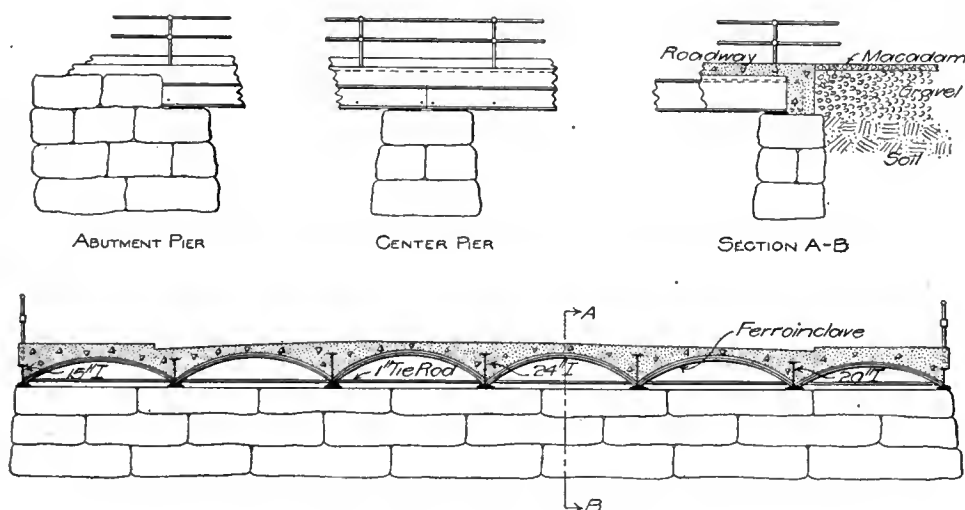 Roadway
Macadam
Gravel
Soil
ABUTMENT PIER
CENTER PIER
SECTION A-B
A
Ferroinclave
15"I
1"Tie Rod
24"I
20"I
B